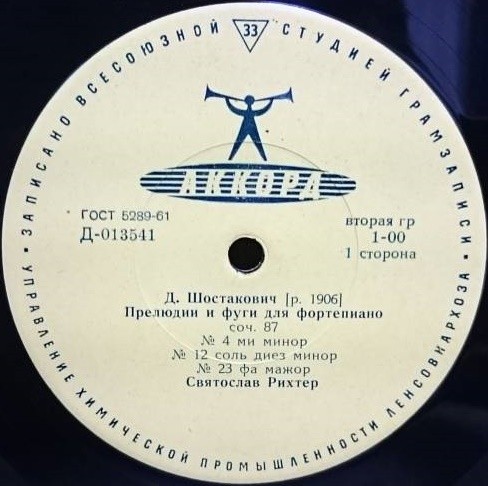 ЗАПИСАНО ВСЕСОЮЗНОЙ СТУДИЕЙ ГРАМЗАПИСИ
33
АККОРД
ГОСТ 5289-61
Д-013541
вторая гр
1-00
1 сторона
Д. Шостакович [р. 1906]
Прелюдии и фуги для фортепиано
соч. 87
№ 4 ми минор
№ 12 соль диез минор
№ 23 фа мажор
Святослав Рихтер
УПРАВЛЕНИЕ ХИМИЧЕСКОЙ ПРОМЫШЛЕННОСТИ ЛЕНСОВНАРХОЗА